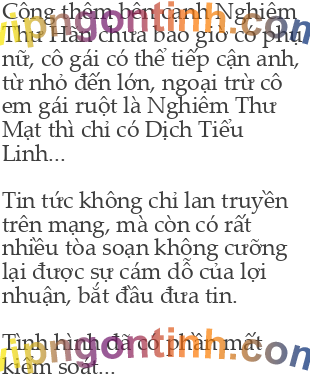 Cộng thêm bên cạnh Nghiêm
Thư Hàn chưa bao giờ có phụ
nữ, cô gái có thể tiếp cận anh,
từ nhỏ đến lớn, ngoại trừ cô
em gái ruột là Nghiêm Thư
Mạt thì chỉ có Dịch Tiểu
Linh...
Tin tức không chỉ lan truyền
trên mạng, mà còn có rất
nhiều tòa soạn không cưỡng
lại được sự cám dỗ của lợi
nhuận, bắt đầu đưa tin.
Tình hình đã có phần mất
kiểm soát...